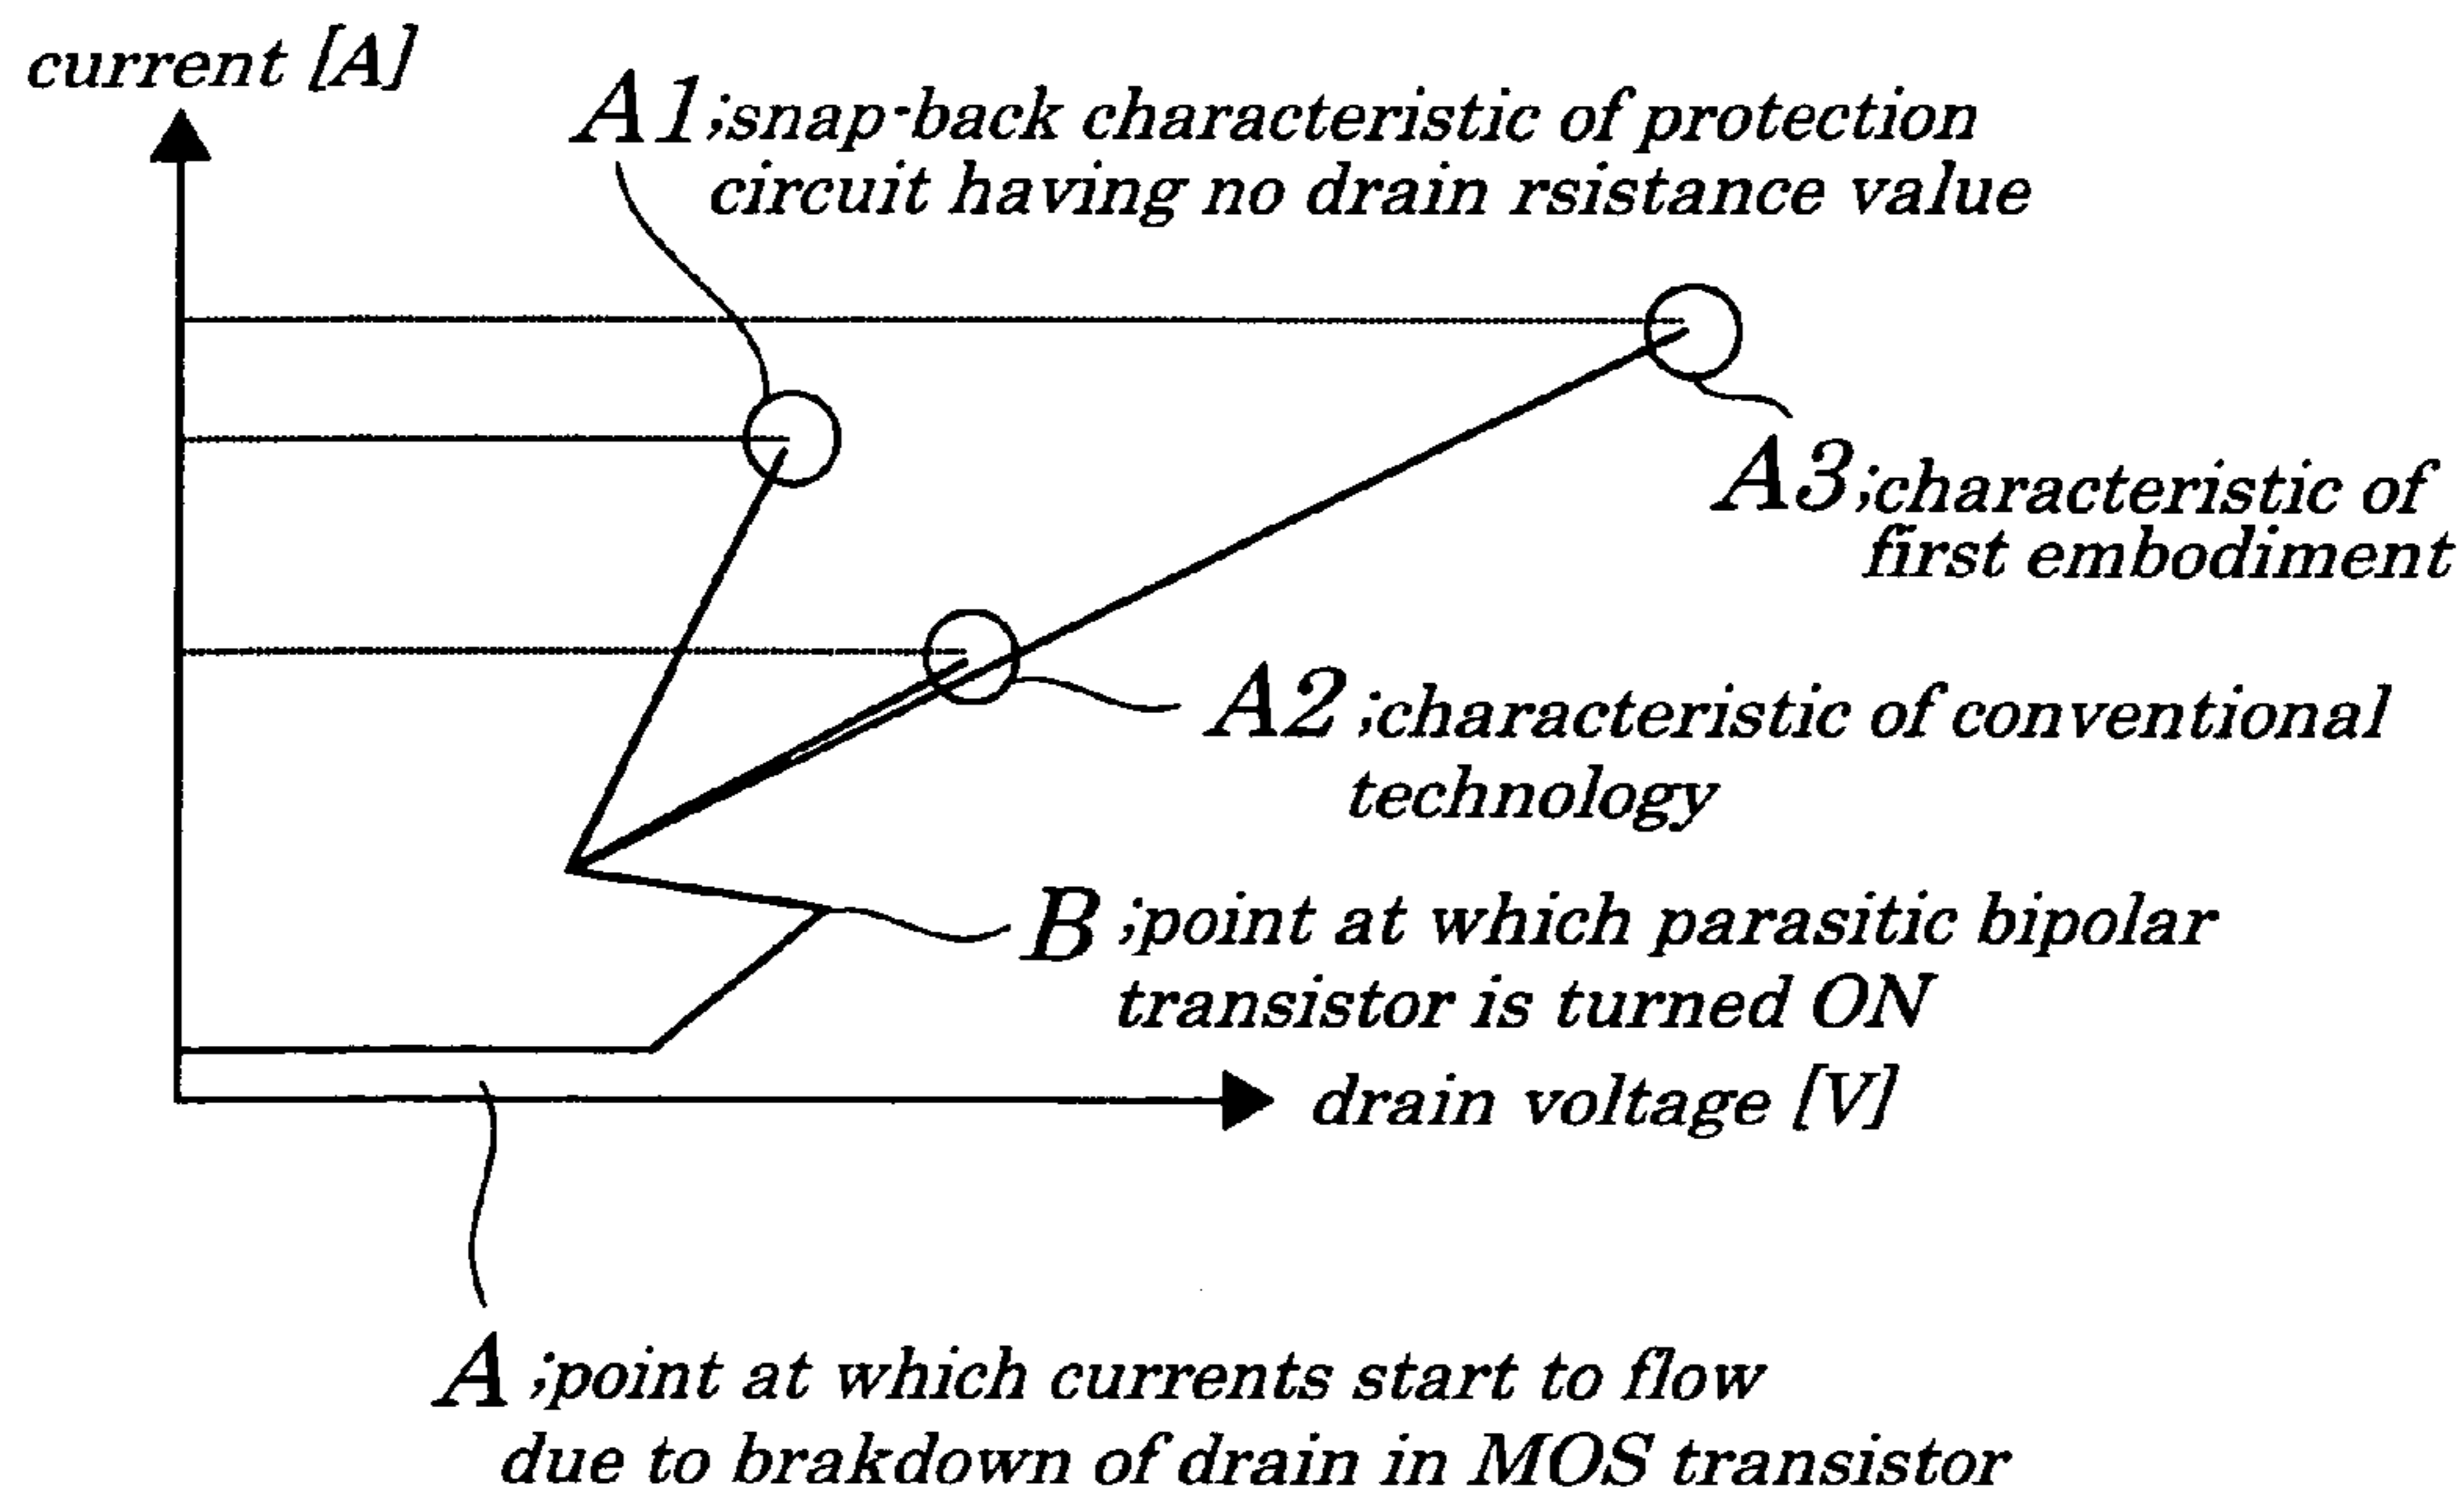 current [A]
A1;snap-back characteristic of protection
circuit having no drain rsistance value
A3;characteristic of
first embodiment
A2 ;characteristic of conventional
technology
B ;point at which parasitic bipolar
transistor is turned ON
drain voltage [V]
A ;point at which currents start to flow
due to brakdown of drain in MOS transistor